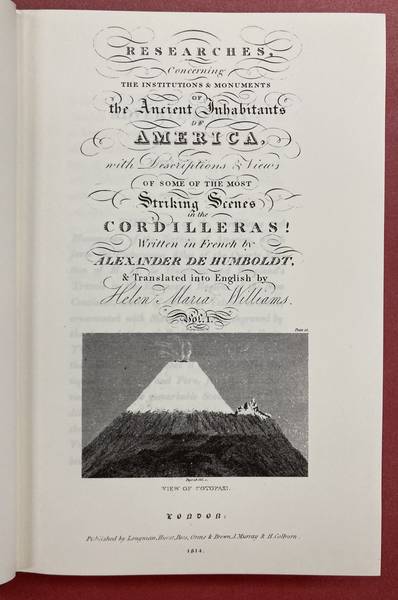 RESEARCHES,
Concerning
THE INSTITUTIONS & MONUMENTS
OF
the Ancient Inhabitants
OF
AMERICA,
with Descriptions & Views
OF SOME OF THE MOST
Striking Scenes
in the
CORDILLERAS!
Written in French by
ALEXANDER DE HUMBOLDT,
& Translated into English by
Helen Maria Williams.
Vol. I.
VIEW OF COTOPAXI.
LONDON:
Published by Longman, Hurst, Rees, Orme & Brown, J. Murray & H. Colburn.
1814.